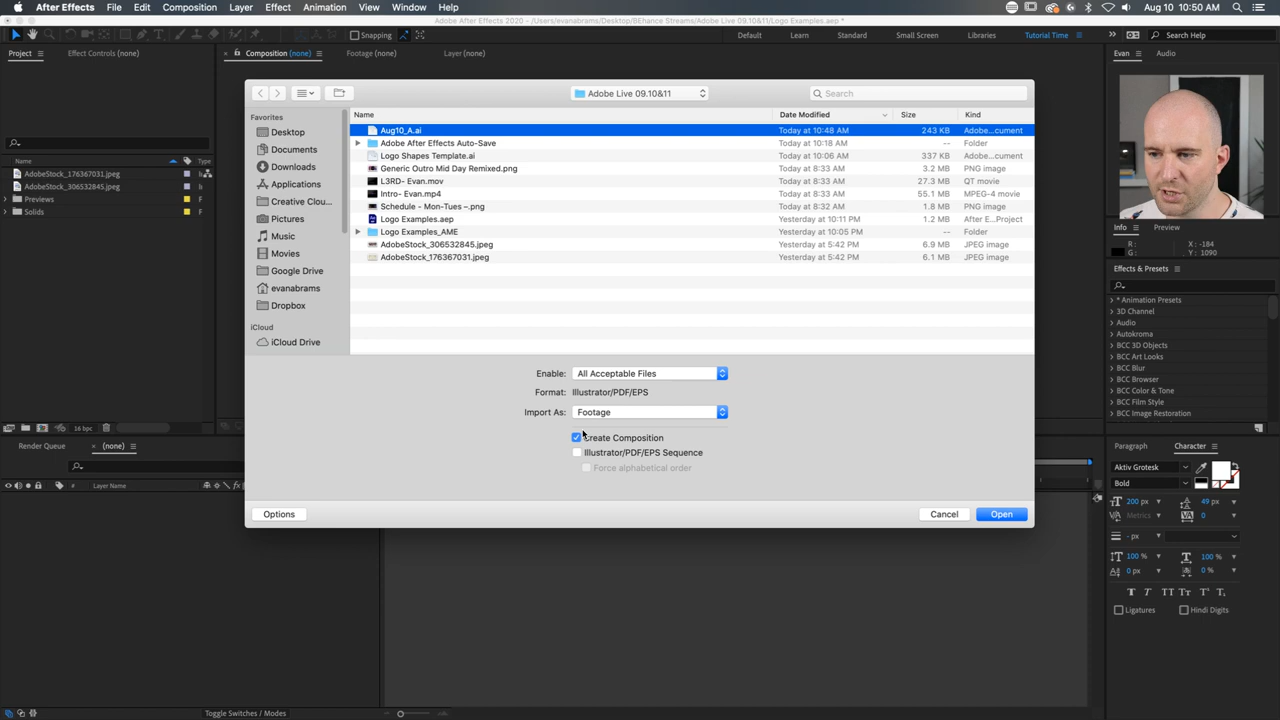 After Effects File Edit Composition Layer Effect Animation View Window Help
Aug 10 10:50 AM
Adobe After Effects 2020 - /Users/evanabrams/Desktop/BEhance Streams/Adobe Live 09.10&11/Logo Examples.aep *
Snapping
Default Learn Standard Small Screen Libraries Tutorial Time
Search Help
Project
Effect Controls (none)
Composition (none)
Footage (none)
Layer (none)
Evan
Audio
Name
Type
AdobeStock_176367031.jpeg
AdobeStock_306532845.jpeg
Previews
Solids
16 bpc
Adobe Live 09.10&11
Search
Favorites
Desktop
Documents
Downloads
Applications
Creative Clou...
Pictures
Music
Movies
Google Drive
evanabrams
Dropbox
iCloud
iCloud Drive
Name Date Modified Size Kind
Aug10_A.ai Today at 10:48 AM 243 KB Adobe...cument
Adobe After Effects Auto-Save Today at 10:18 AM -- Folder
Logo Shapes Template.ai Today at 10:06 AM 337 KB Adobe...cument
Generic Outro Mid Day Remixed.png Today at 8:33 AM 3.2 MB PNG image
L3RD- Evan.mov Today at 8:33 AM 27.3 MB QT movie
Intro- Evan.mp4 Today at 8:33 AM 55.1 MB MPEG-4 movie
Schedule - Mon-Tues –.png Today at 8:32 AM 1.8 MB PNG image
Logo Examples.aep Yesterday at 10:11 PM 1.2 MB After E...Project
Logo Examples_AME Yesterday at 10:05 PM -- Folder
AdobeStock_306532845.jpeg Yesterday at 5:42 PM 6.9 MB JPEG image
AdobeStock_176367031.jpeg Yesterday at 5:42 PM 6.1 MB JPEG image
Enable: All Acceptable Files
Format: Illustrator/PDF/EPS
Import As: Footage
Create Composition
Illustrator/PDF/EPS Sequence
Force alphabetical order
Options
Cancel
Open
Info
Preview
R:
G:
B:
X: -184
Y: 1090
Effects & Presets
* Animation Presets
3D Channel
Audio
Autokroma
BCC 3D Objects
BCC Art Looks
BCC Blur
BCC Browser
BCC Color & Tone
BCC Film Style
BCC Image Restoration
Render Queue
(none)
# Layer Name
Paragraph
Character
Aktiv Grotesk
Bold
200 px
49 px
Metrics
0
- px
100 %
100 %
0 px
0 %
T T TT Tt T¹ T₁
Ligatures
Hindi Digits
Toggle Switches / Modes